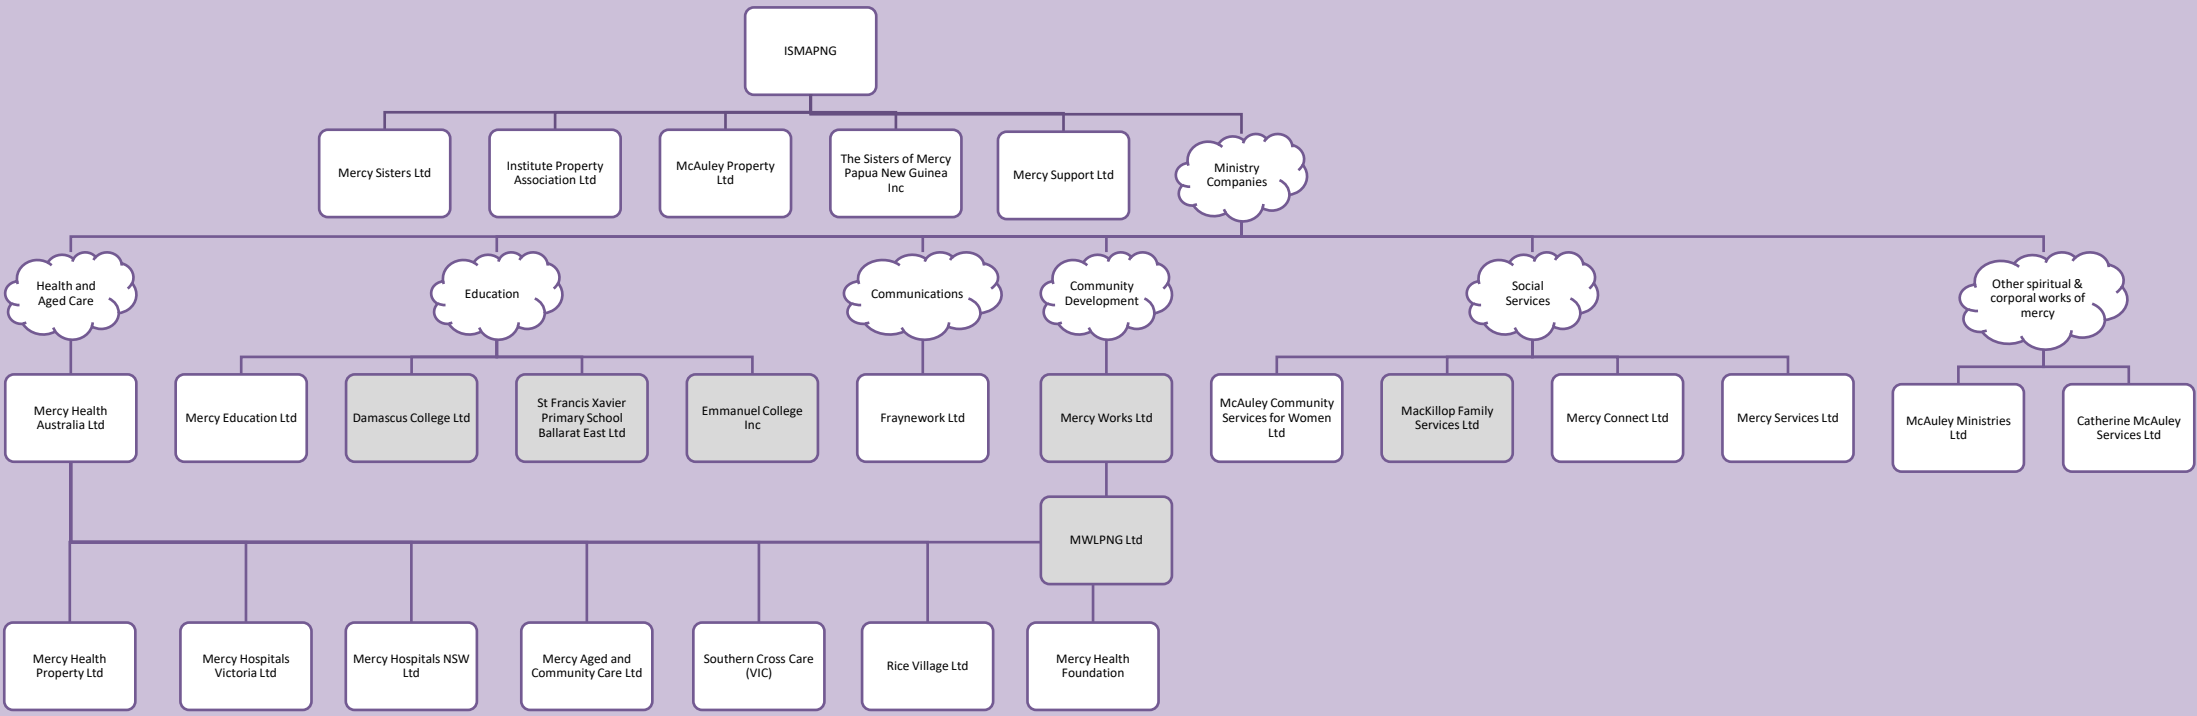 ISMAPNG
Mercy Sisters Ltd
Institute Property
Association Ltd
McAuley Property
Ltd
The Sisters of Mercy
Papua New Guinea
Inc
Mercy Support Ltd
Ministry
Companies
Health and
Aged Care
Education
Communications
Community
Development
Social
Services
Other spiritual &
corporal works of
mercy
Mercy Health
Australia Ltd
Mercy Education Ltd
Damascus College Ltd
St Francis Xavier
Primary School
Ballarat East Ltd
Emmanuel College
Inc
Fraynework Ltd
Mercy Works Ltd
McAuley Community
Services for Women
Ltd
MacKillop Family
Services Ltd
Mercy Connect Ltd
Mercy Services Ltd
McAuley Ministries
Ltd
Catherine McAuley
Services Ltd
MWLPNG Ltd
Mercy Health
Property Ltd
Mercy Hospitals
Victoria Ltd
Mercy Hospitals NSW
Ltd
Mercy Aged and
Community Care Ltd
Southern Cross Care
(VIC)
Rice Village Ltd
Mercy Health
Foundation